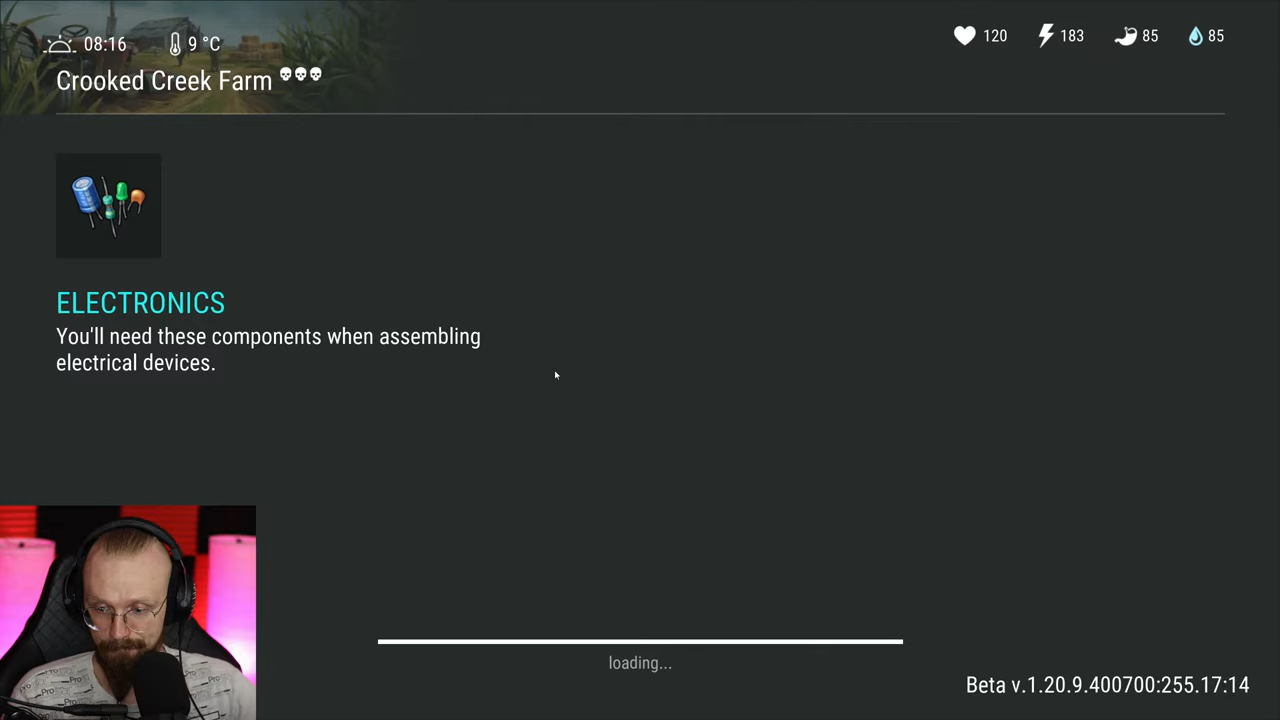 08:16 9 °C
120 183 85 85
Crooked Creek Farm
ELECTRONICS
You'll need these components when assembling
electrical devices.
loading...
Beta v.1.20.9.400700:255.17:14